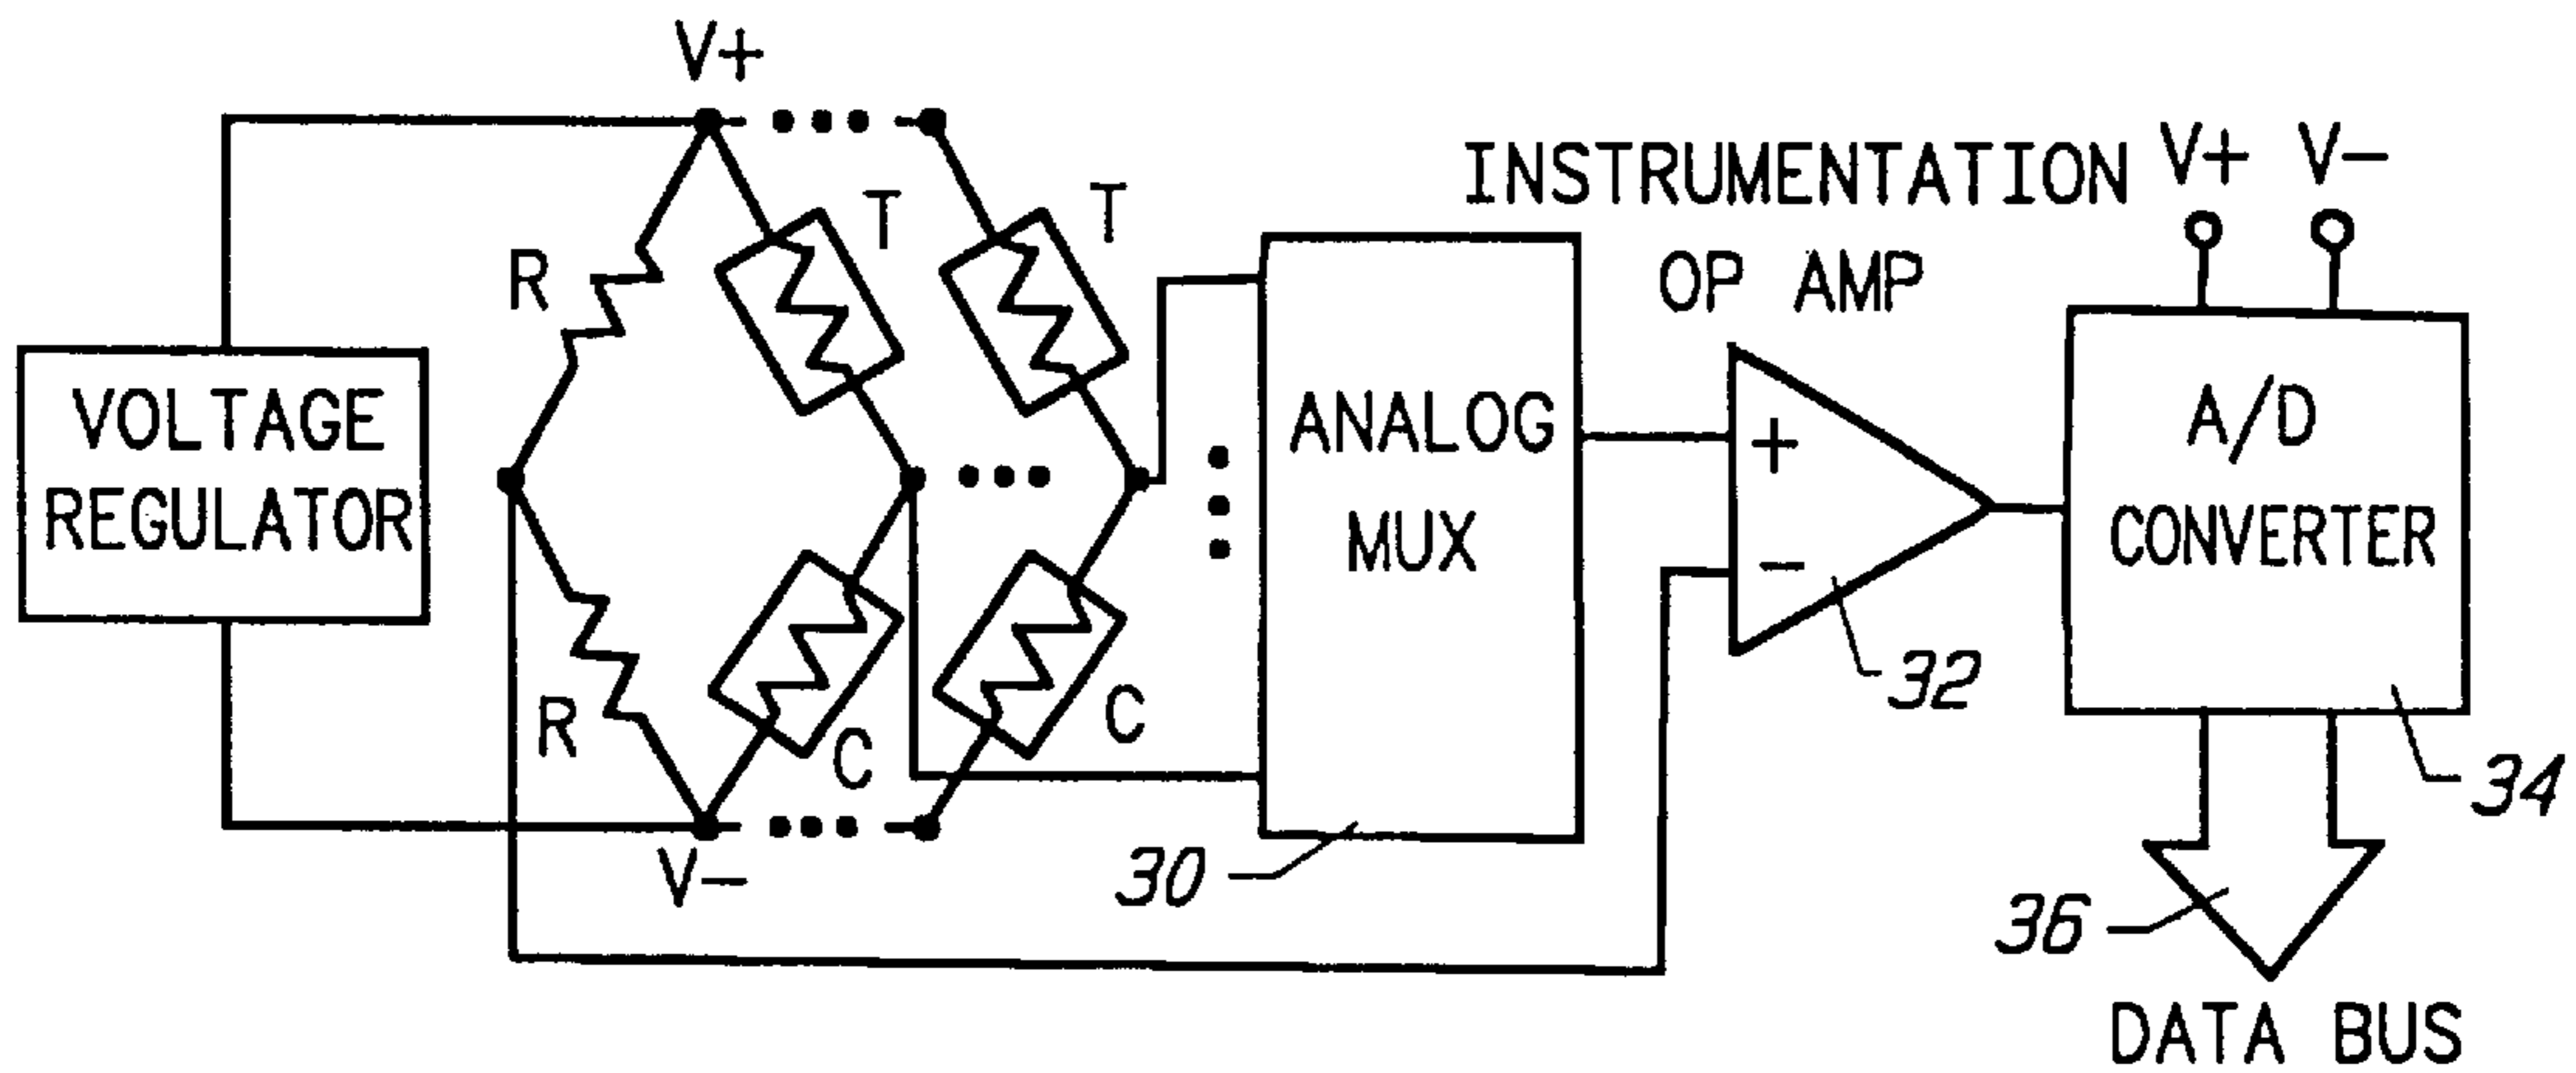 V+
T
T
R
VOLTAGE
REGULATOR
R
C
C
V-
ANALOG
MUX
30
INSTRUMENTATION
OP AMP
+
-
32
V+ V-
A/D
CONVERTER
34
36
DATA BUS